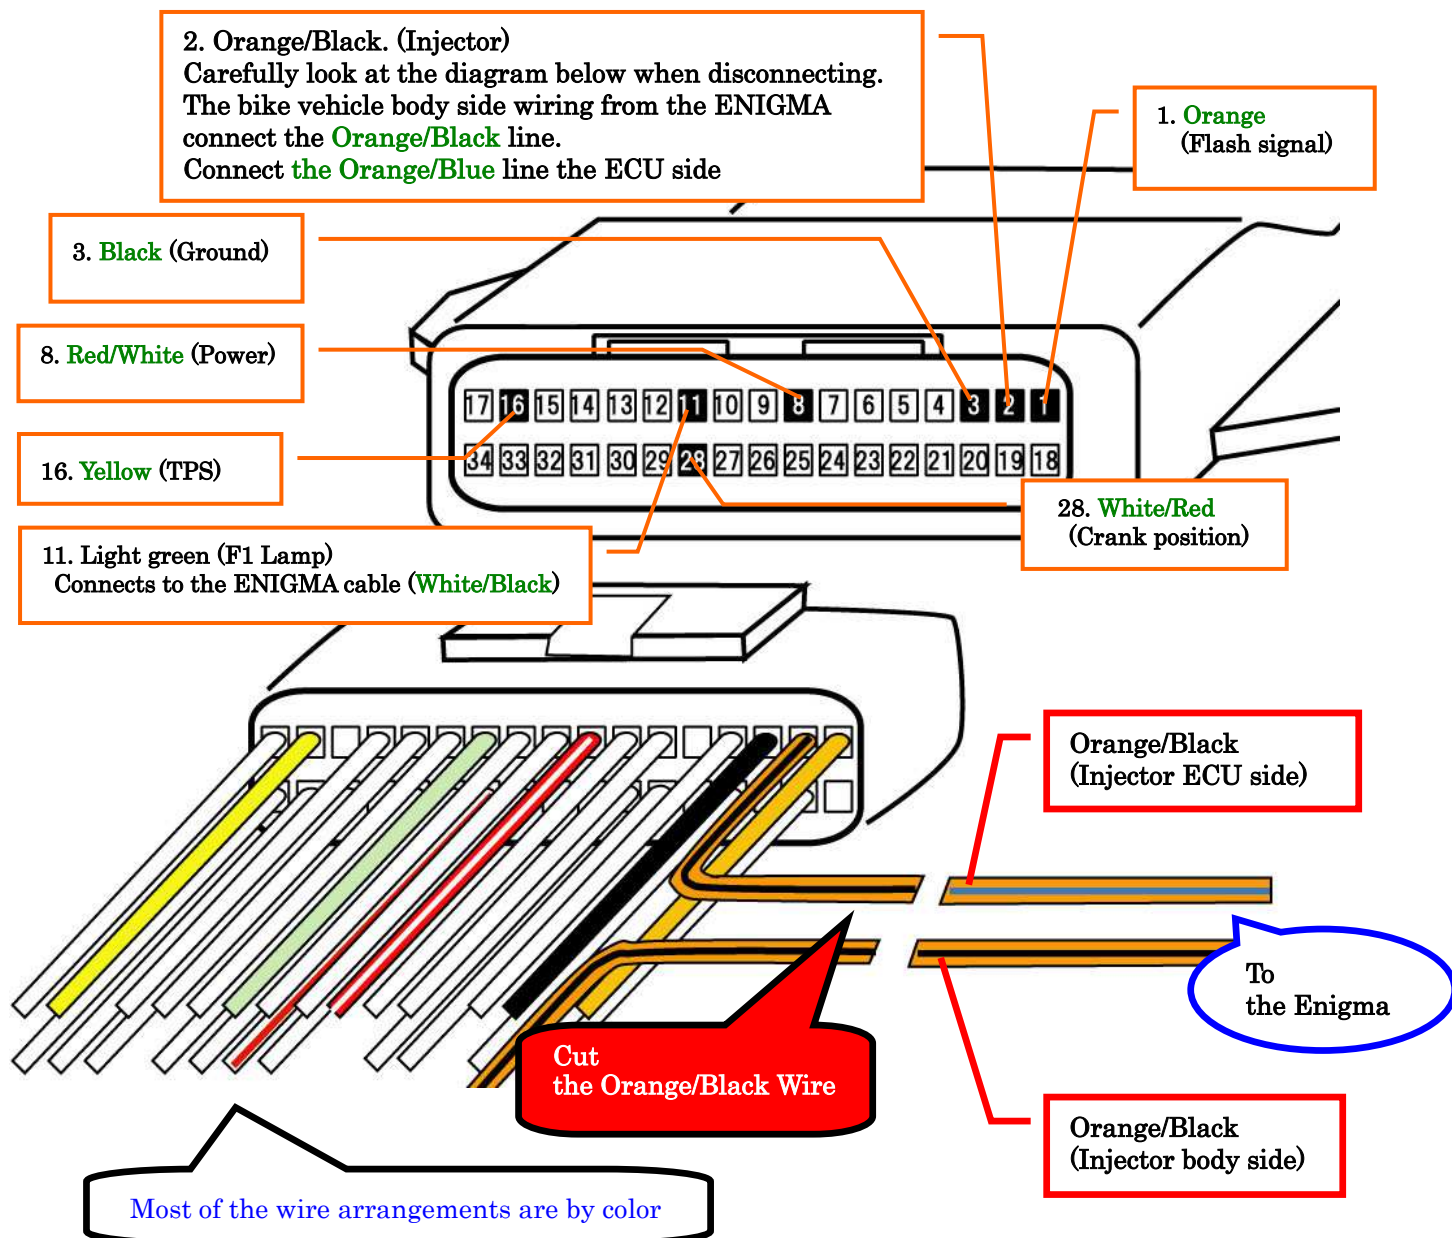 2. Orange/Black. (Injector)
Carefully look at the diagram below when disconnecting.
The bike vehicle body side wiring from the ENIGMA
connect the Orange/Black line.
Connect the Orange/Blue line the ECU side
1. Orange
(Flash signal)
3. Black (Ground)
8. Red/White (Power)
17 16 15 14 13 12 11 10 9 8 7 6 5 4 3 2 1
34 33 32 31 30 29 28 27 26 25 24 23 22 21 20 19 18
16. Yellow (TPS)
28. White/Red
(Crank position)
11. Light green (F1 Lamp)
Connects to the ENIGMA cable (White/Black)
Orange/Black
(Injector ECU side)
To
the Enigma
Cut
the Orange/Black Wire
Orange/Black
(Injector body side)
Most of the wire arrangements are by color